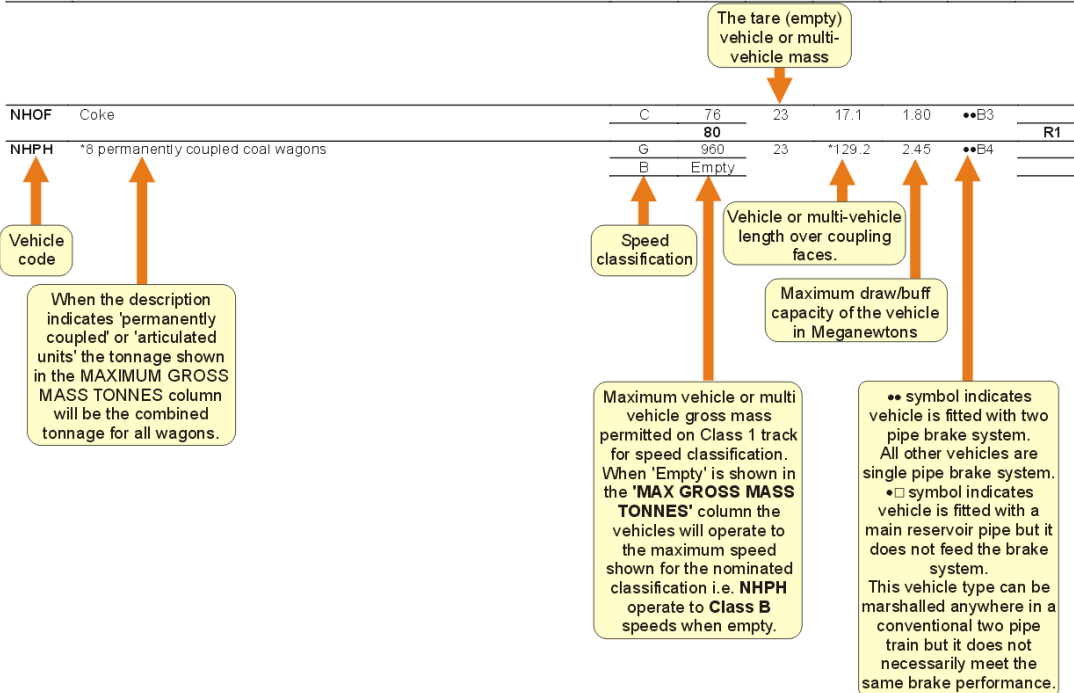 The tare (empty)
vehicle or multi-
vehicle mass
NHOF Coke C 76 23 17.1 1.80 ••B3
80 R1
NHPH *8 permanently coupled coal wagons G 960 23 *129.2 2.45 ••B4
B Empty
Vehicle
code
Speed
classification
Vehicle or multi-vehicle
length over coupling
faces.
When the description
indicates 'permanently
coupled' or 'articulated
units' the tonnage shown
in the MAXIMUM GROSS
MASS TONNES column
will be the combined
tonnage for all wagons.
Maximum draw/buff
capacity of the vehicle
in Meganewtons
Maximum vehicle or multi
vehicle gross mass
permitted on Class 1 track
for speed classification.
When 'Empty' is shown in
the 'MAX GROSS MASS
TONNES' column the
vehicles will operate to
the maximum speed
shown for the nominated
classification i.e. NHPH
operate to Class B
speeds when empty.
•• symbol indicates
vehicle is fitted with two
pipe brake system.
All other vehicles are
single pipe brake system.
•□ symbol indicates
vehicle is fitted with a
main reservoir pipe but it
does not feed the brake
system.
This vehicle type can be
marshalled anywhere in a
conventional two pipe
train but it does not
necessarily meet the
same brake performance.